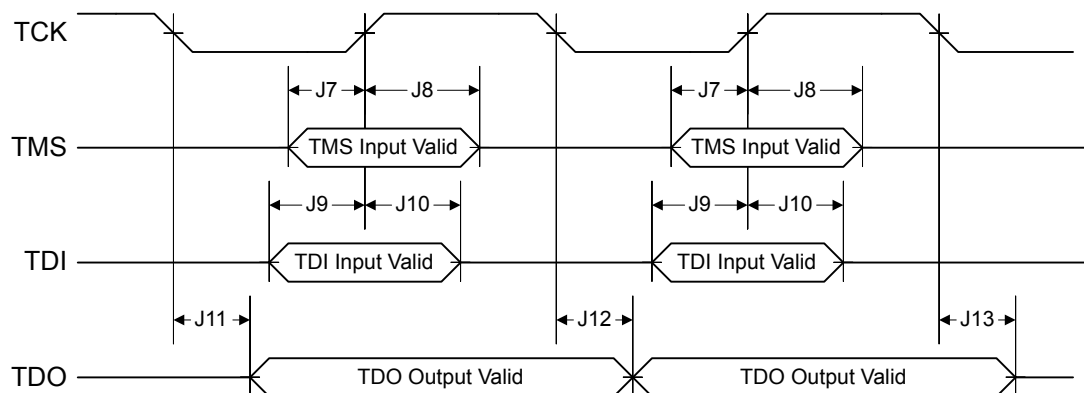 TCK
J7 J8 J7 J8
TMS TMS Input Valid TMS Input Valid
J9 J10 J9 J10
TDI TDI Input Valid TDI Input Valid
J11 J12 J13
TDO TDO Output Valid TDO Output Valid